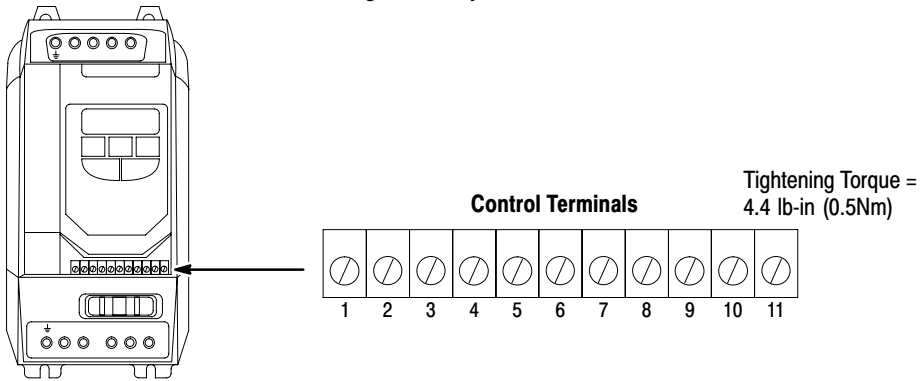 Tightening Torque =
4.4 lb-in (0.5Nm)
Control Terminals
1 2 3 4 5 6 7 8 9 10 11